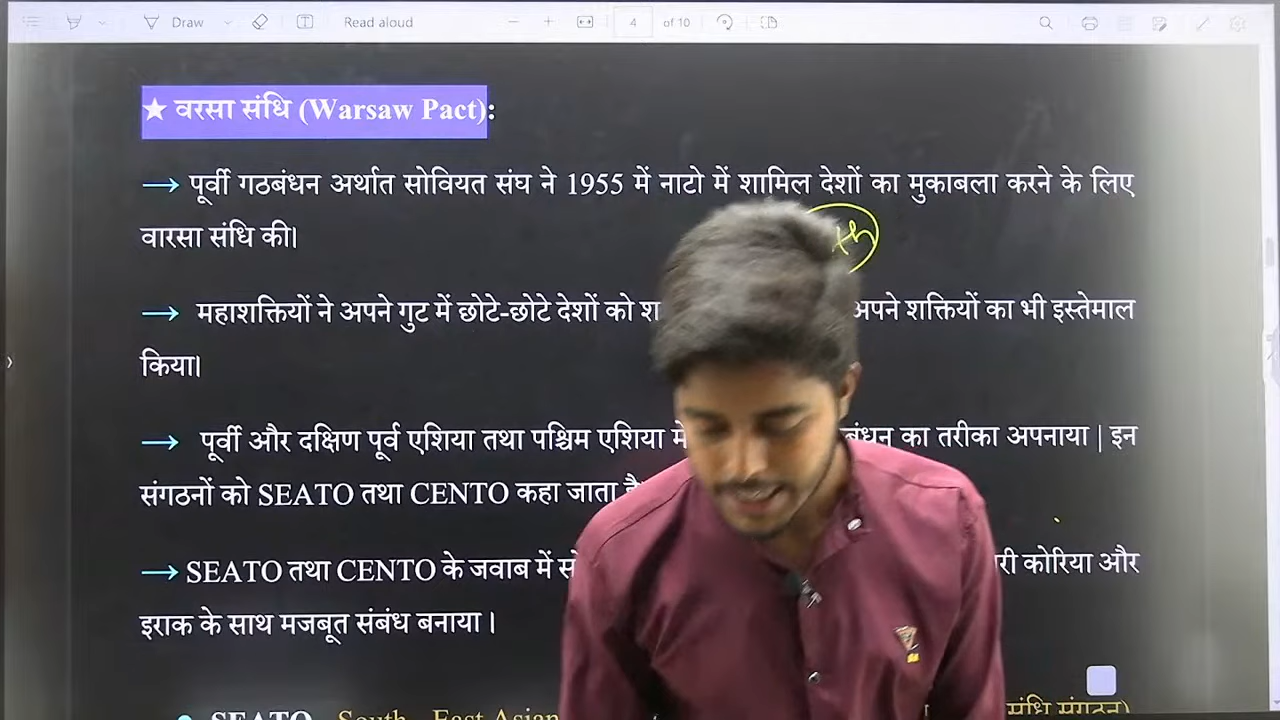 Draw
Read aloud
4 of 10
★ वरसा संधि (Warsaw Pact):
→ पूर्वी गठबंधन अर्थात सोवियत संघ ने 1955 में नाटो में शामिल देशों का मुकाबला करने के लिए
वारसा संधि की।
→ महाशक्तियों ने अपने गुट में छोटे-छोटे देशों को अपने शक्तियों का भी इस्तेमाल
किया।
→ पूर्वी और दक्षिण पूर्व एशिया तथा पश्चिम एशिया का तरीका अपनाया | इन
संगठनों को SEATO तथा CENTO कहा जाता
→ SEATO तथा CENTO के जवाब में कोरिया और
इराक के साथ मजबूत संबंध बनाया ।
SEATO South East Asian संधि संगठन)